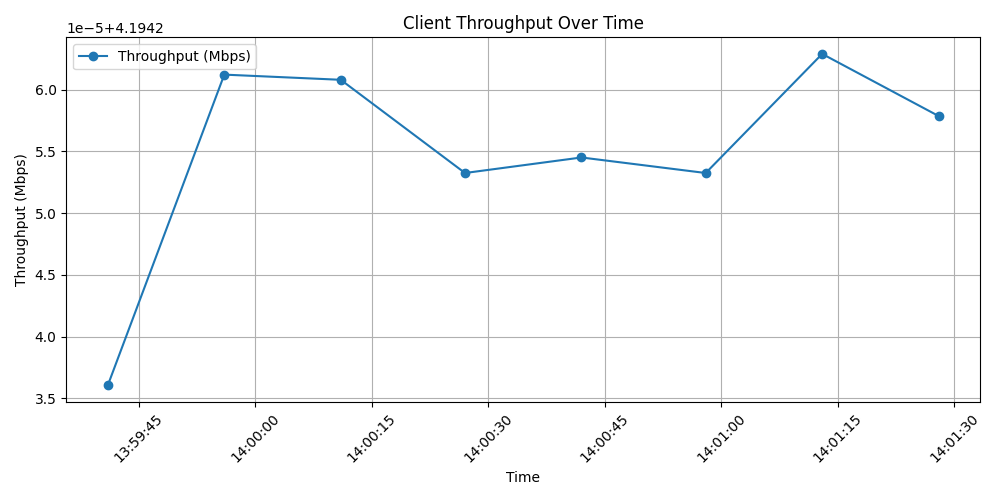 Client Throughput Over Time
1e−5+4.1942
Throughput (Mbps)
Throughput (Mbps)
6.0
5.5
5.0
4.5
4.0
3.5
13:59:45
14:00:00
14:00:15
14:00:30
14:00:45
14:01:00
14:01:15
14:01:30
Time